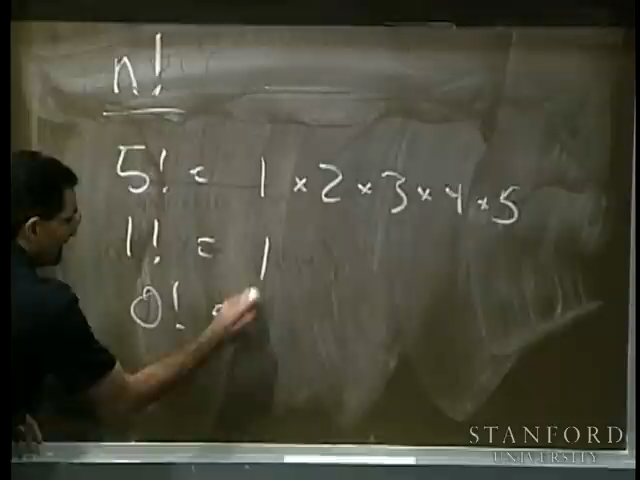 n!
5! = 1 × 2 × 3 × 4 × 5
1! = 1
0! =
STANFORD
UNIVERSITY